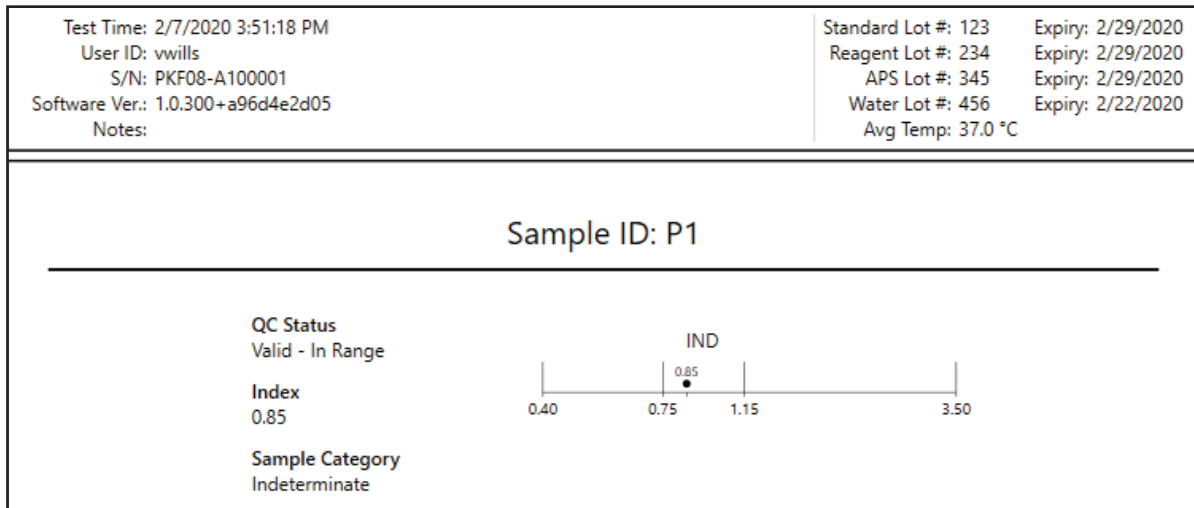 Test Time: 2/7/2020 3:51:18 PM
User ID: vwills
S/N: PKF08-A100001
Software Ver.: 1.0.300+a96d4e2d05
Notes:
Standard Lot #: 123 Expiry: 2/29/2020
Reagent Lot #: 234 Expiry: 2/29/2020
APS Lot #: 345 Expiry: 2/29/2020
Water Lot #: 456 Expiry: 2/22/2020
Avg Temp: 37.0 °C
Sample ID: P1
QC Status
Valid - In Range
Index
0.85
Sample Category
Indeterminate
IND
0.85
0.40 0.75 1.15 3.50